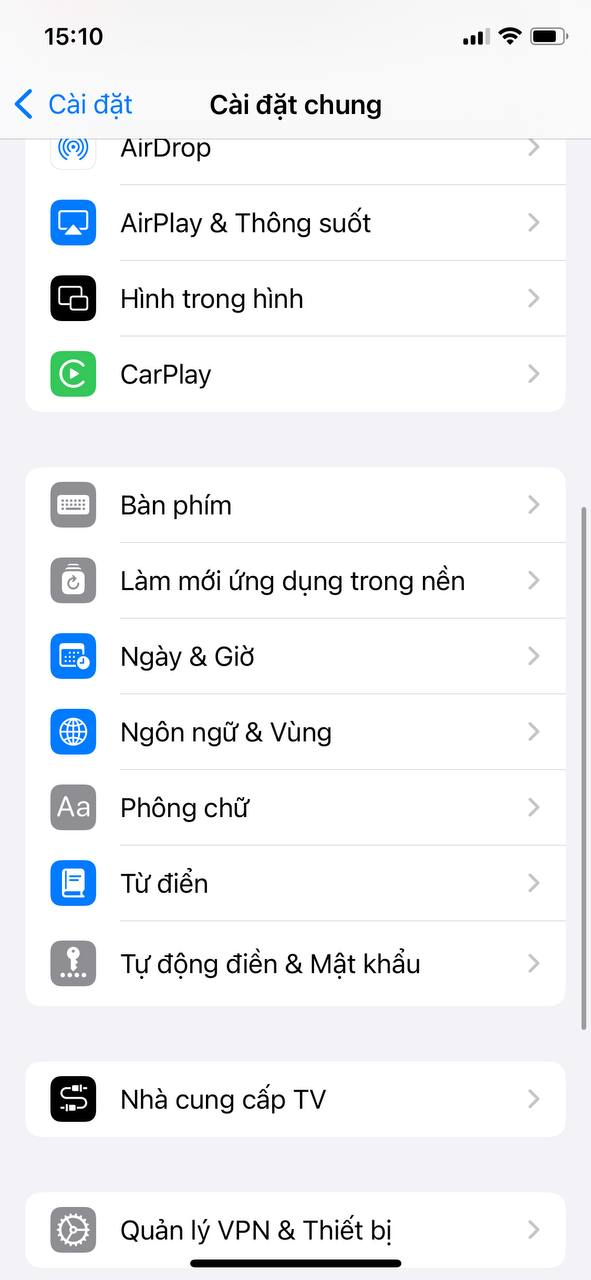 15:10
Cài đặt
Cài đặt chung
AirDrop
AirPlay & Thông suốt
Hình trong hình
CarPlay
Bàn phím
Làm mới ứng dụng trong nền
Ngày & Giờ
Ngôn ngữ & Vùng
Aa
Phông chữ
Từ điển
Tự động điền & Mật khẩu
Nhà cung cấp TV
Quản lý VPN & Thiết bị